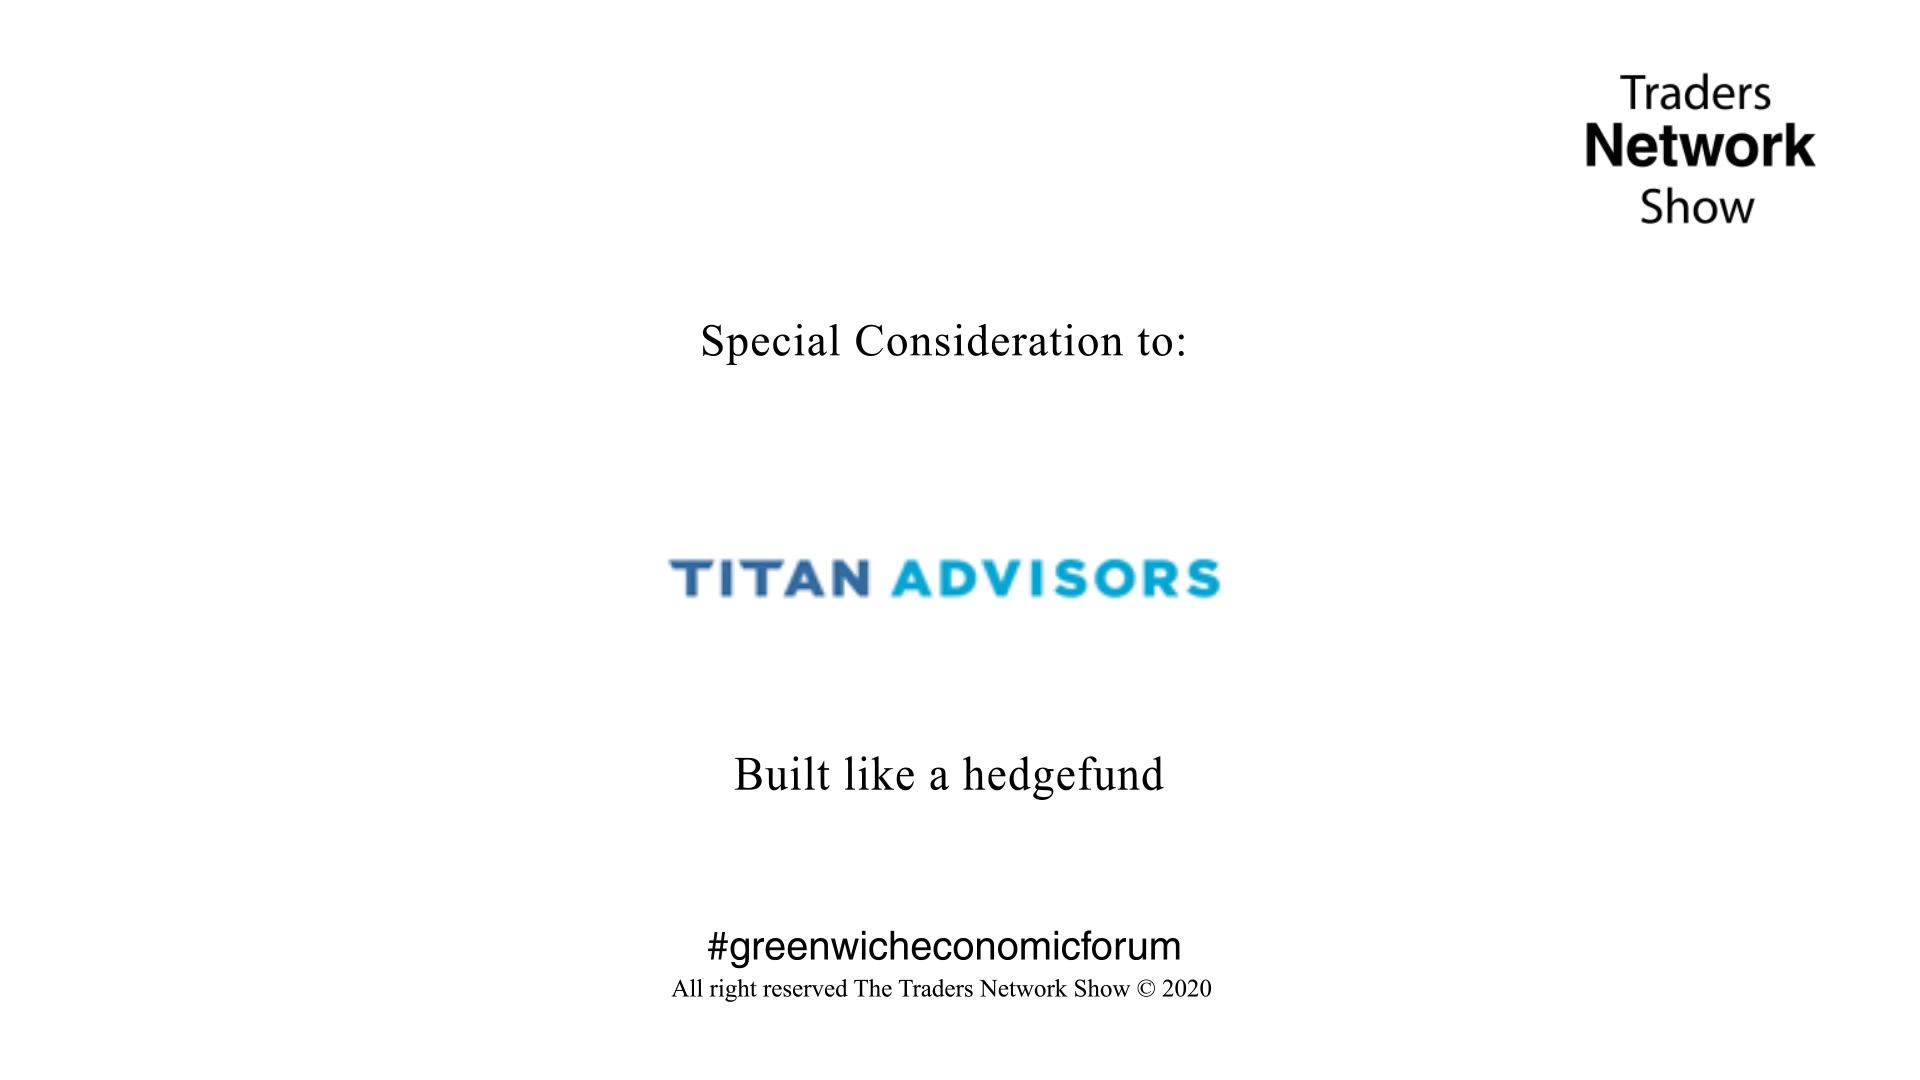 Traders
Network
Show
Special Consideration to:
TITAN ADVISORS
Built like a hedgefund
#greenwicheconomicforum
All right reserved The Traders Network Show © 2020